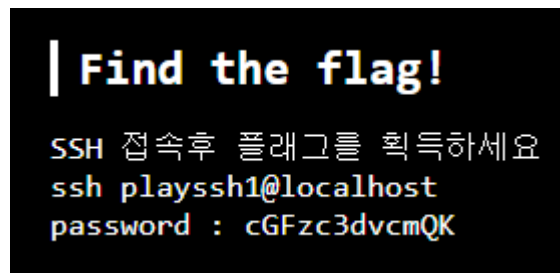 Find the flag!
SSH 접속후 플래그를 획득하세요
ssh playssh1@localhost
password : cGFzc3dvcmQK